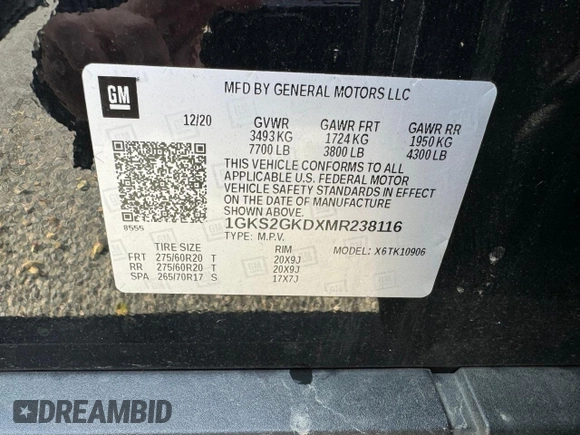 GM
MFD BY GENERAL MOTORS LLC
12/20 GVWR GAWR FRT GAWR RR
3493 KG 1724 KG 1950 KG
7700 LB 3800 LB 4300 LB
THIS VEHICLE CONFORMS TO ALL
APPLICABLE U.S. FEDERAL MOTOR
VEHICLE SAFETY STANDARDS IN EFFECT
ON THE DATE OF MANUFACTURE
SHOWN ABOVE.
8555
1GKS2GKDXMR238116
TYPE: M.P.V. MODEL: X6TK10906
TIRE SIZE RIM
FRT 275/60R20 T 20X9J
RR 275/60R20 T 20X9J
SPA 265/70R17 S 17X7J
DREAMBID